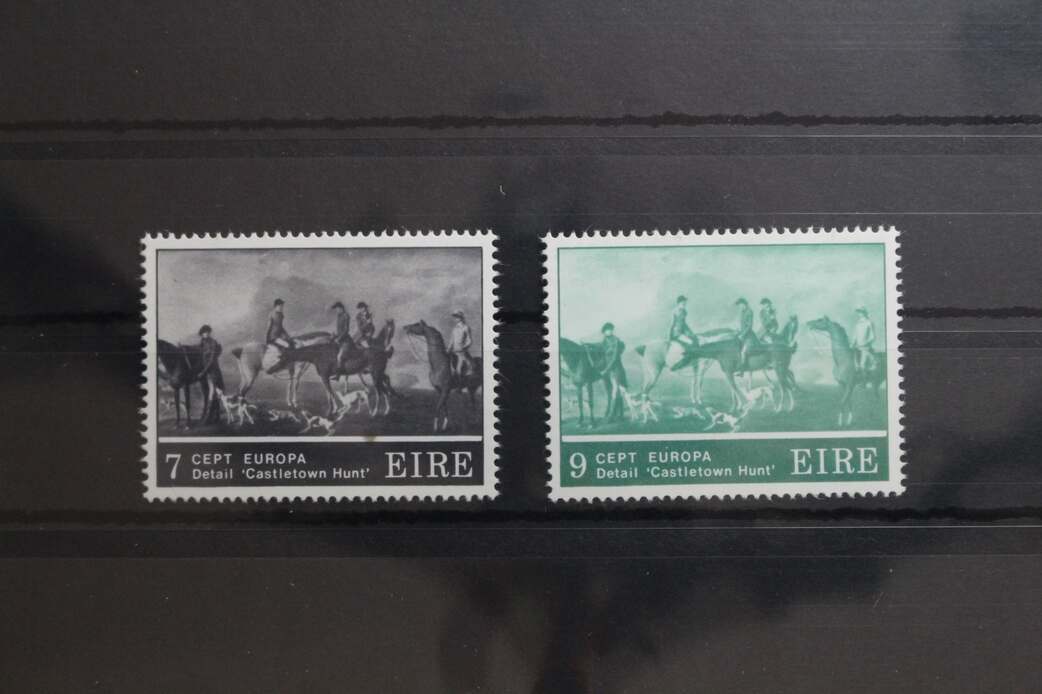 7 CEPT EUROPA
Detail 'Castletown Hunt' EIRE
9 CEPT EUROPA
Detail 'Castletown Hunt' EIRE